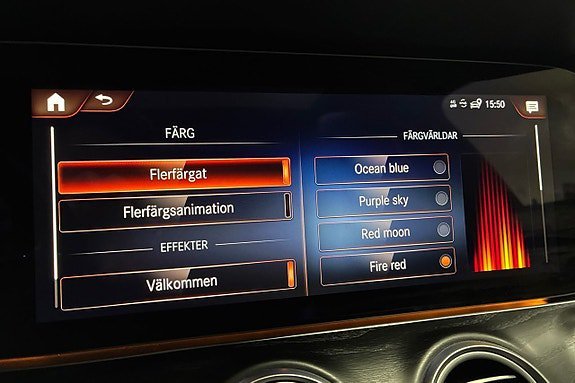 15:50
FÄRG
Flerfärgat
Flerfärgsanimation
EFFEKTER
Välkommen
FÄRGVÄRLDAR
Ocean blue
Purple sky
Red moon
Fire red